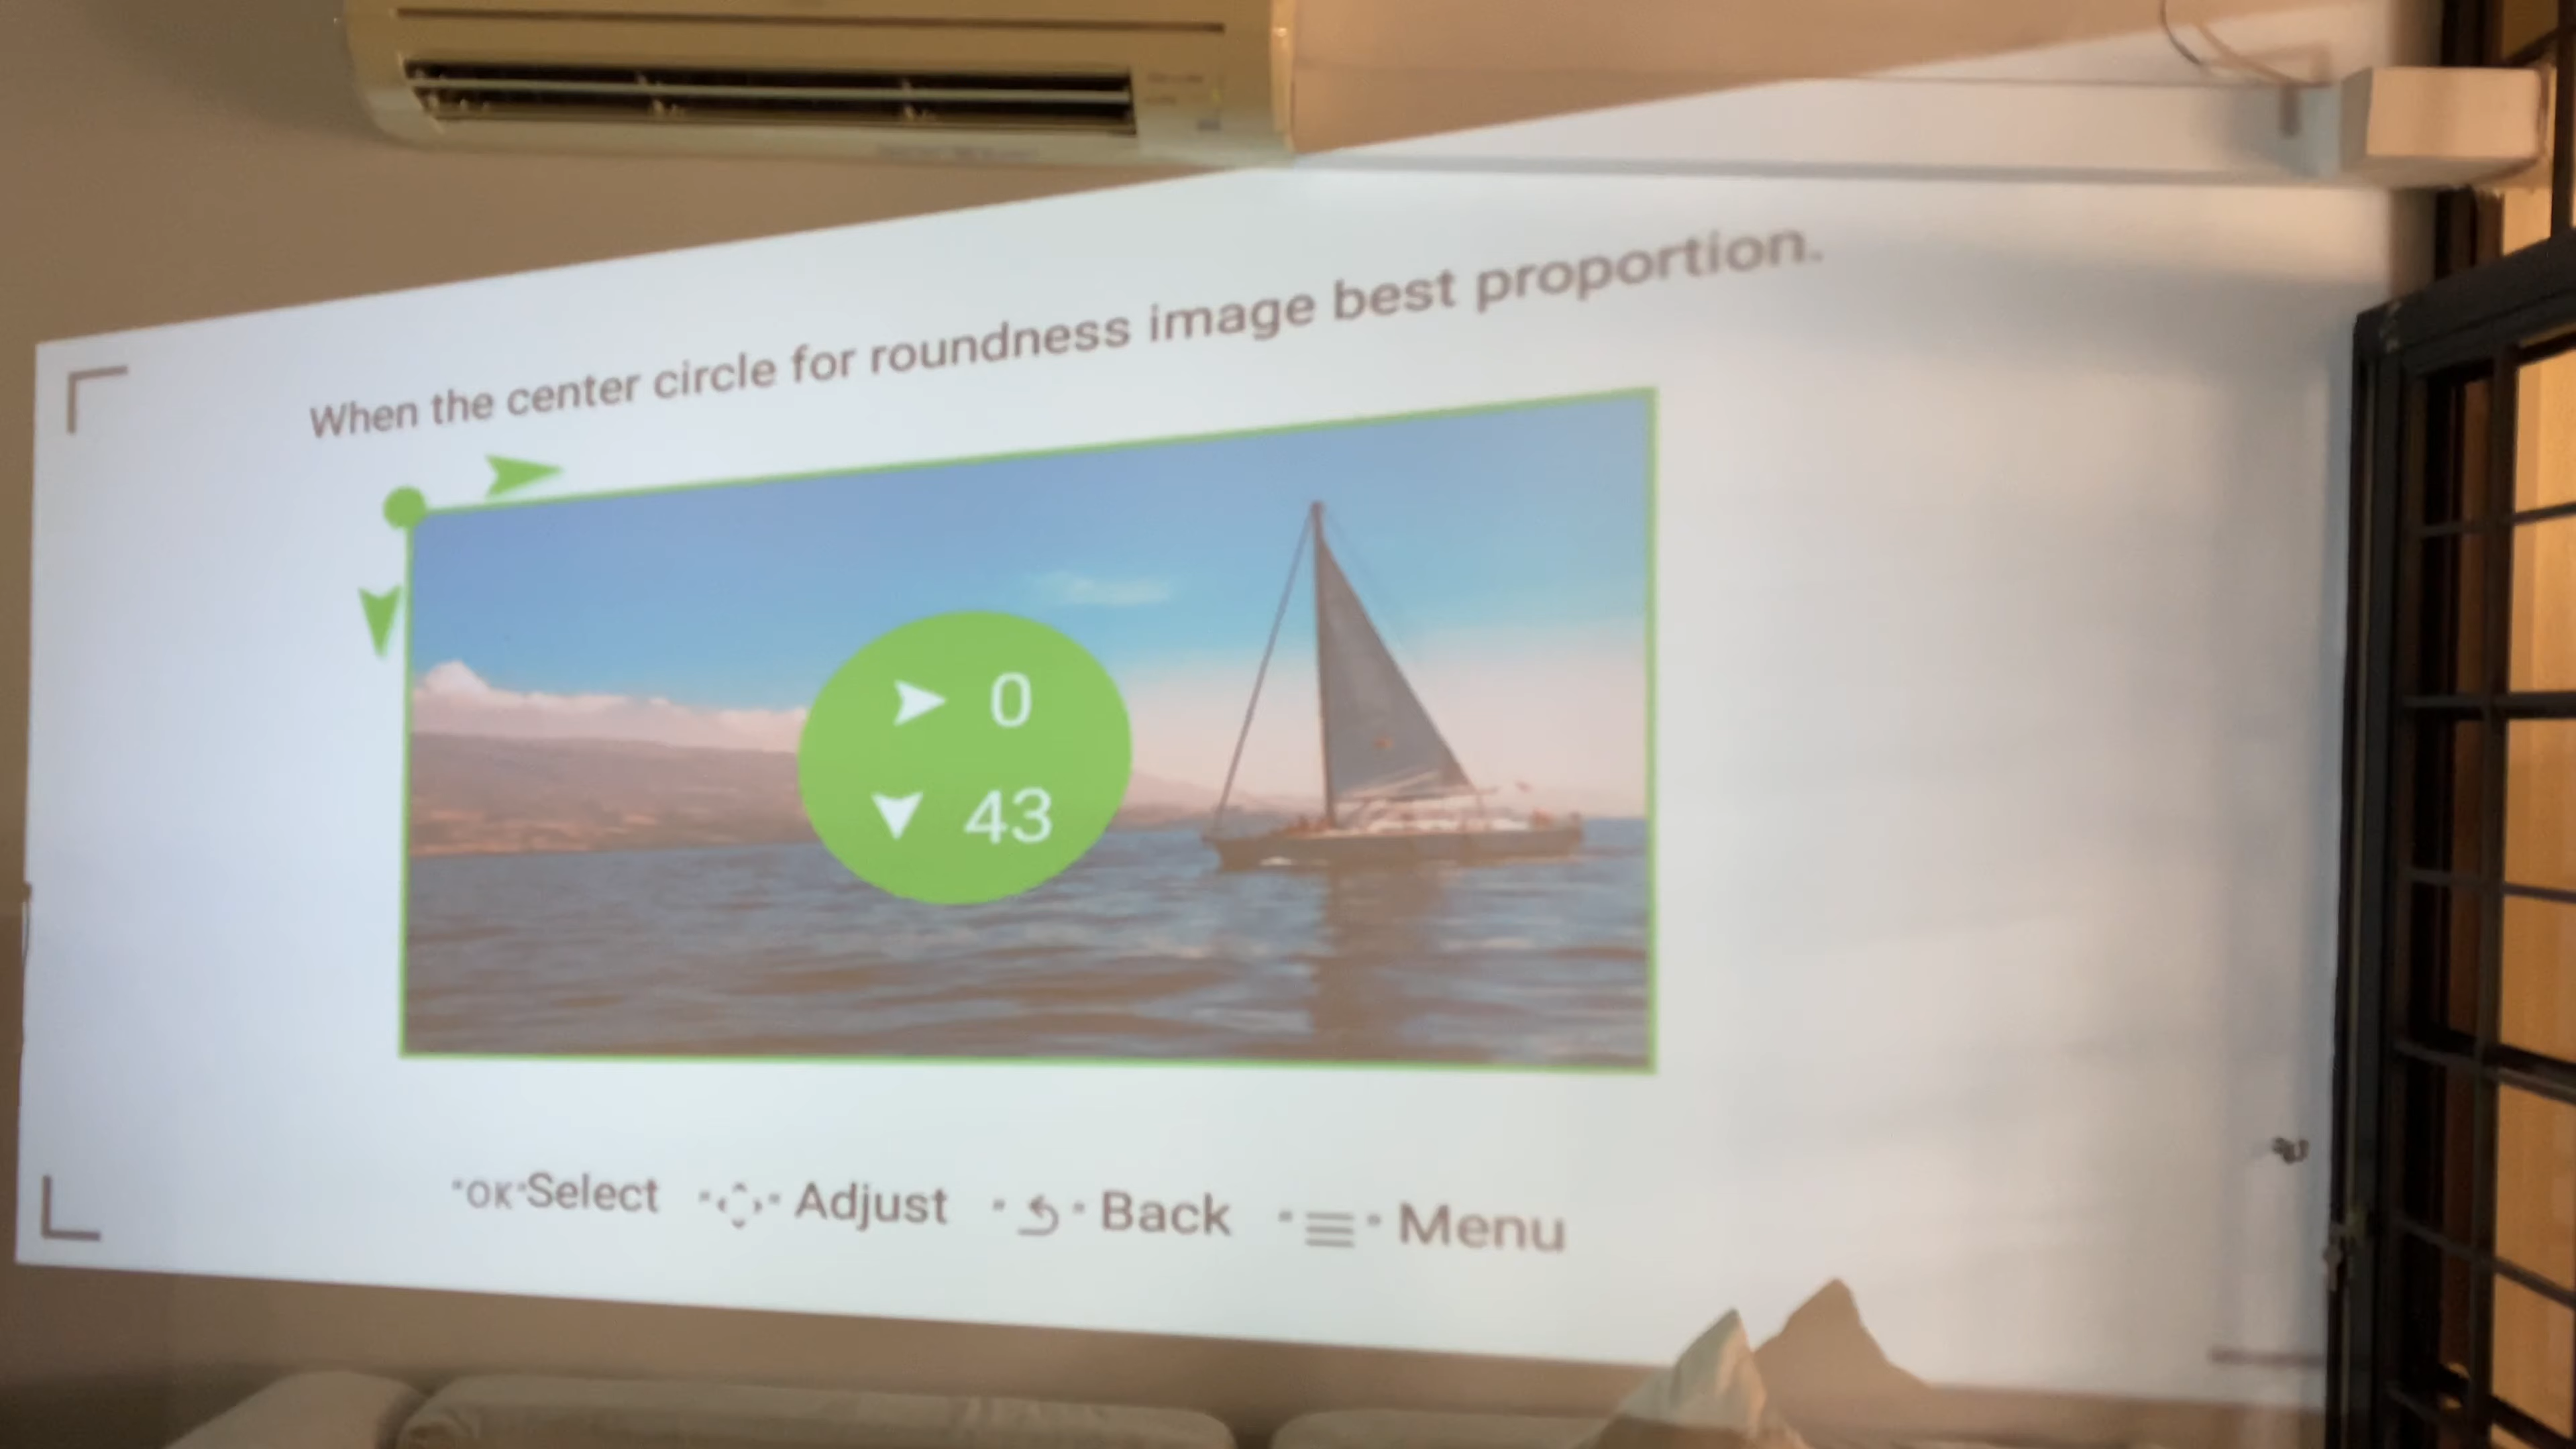 When the center circle for roundness image best proportion.
0
43
"OK"Select " " Adjust " " Back " " Menu